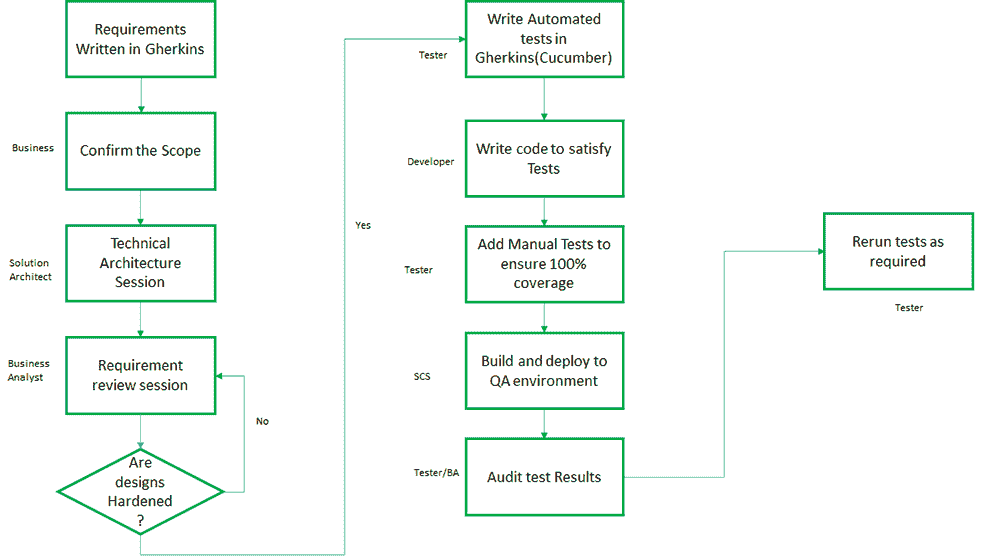 Requirements
Written in Gherkins
Business
Confirm the Scope
Solution
Architect
Technical
Architecture
Session
Business
Analyst
Requirement
review session
No
Are
designs
Hardened
?
Yes
Tester
Write Automated
tests in
Gherkins(Cucumber)
Developer
Write code to satisfy
Tests
Tester
Add Manual Tests to
ensure 100%
coverage
SCS
Build and deploy to
QA environment
Tester/BA
Audit test Results
Rerun tests as
required
Tester